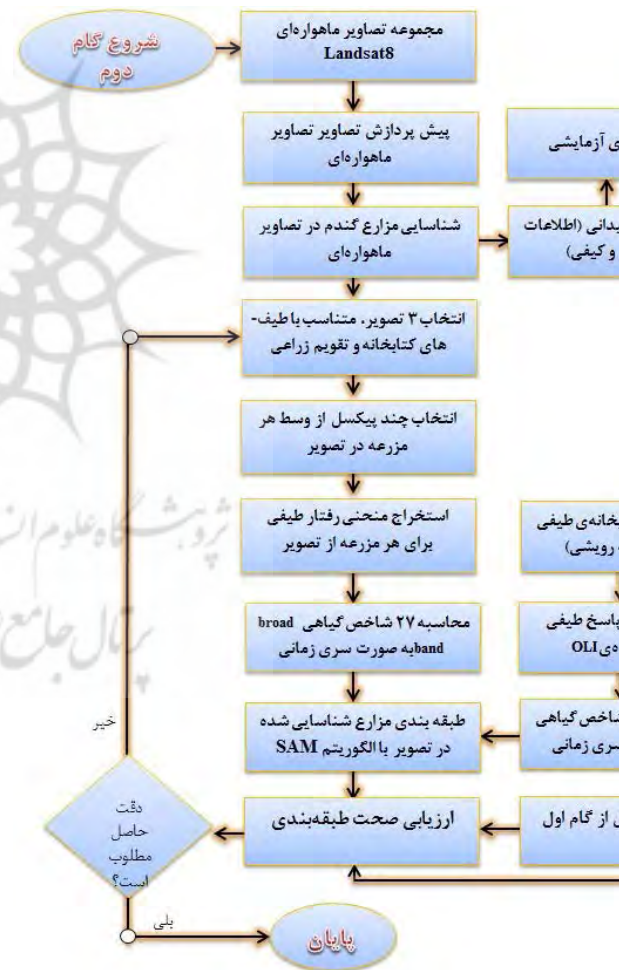 شروع گام
دوم
مجموعه تصاویر ماهواره‌ای
Landsat8
پیش پردازش تصاویر تصاویر
ماهواره‌ای
ی آزمایشی
شناسایی مزارع گندم در تصاویر
ماهواره‌ای
یدانی (اطلاعات
و کیفی)
انتخاب ۳ تصویر، متناسب با طیف-
های کتابخانه و تقویم زراعی
انتخاب چند پیکسل از وسط هر
مزرعه در تصویر
استخراج منحنی رفتار طیفی
برای هر مزرعه از تصویر
خانه‌ی طیفی
رویشی)
محاسبه ۲۷ شاخص گیاهی broad
band به صورت سری زمانی
پاسخ طیفی
ه‌ی OLI
طبقه بندی مزارع شناسایی شده
در تصویر با الگوریتم SAM
شاخص گیاهی
سری زمانی
ارزیابی صحت طبقه‌بندی
ی از گام اول
خیر
دقت
حاصل
مطلوب
است؟
بلی
پایان
پرتال جامع